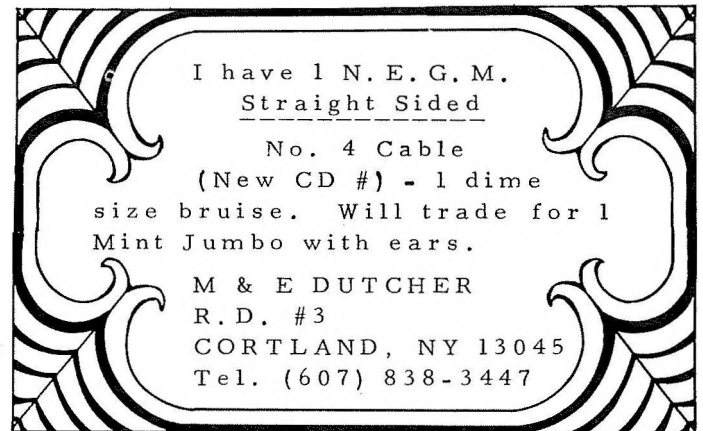 I have 1 N. E. G. M.
Straight Sided
No. 4 Cable
(New CD #) - 1 dime
size bruise. Will trade for 1
Mint Jumbo with ears.
M & E DUTCHER
R. D. #3
CORTLAND, NY 13045
Tel. (607) 838-3447